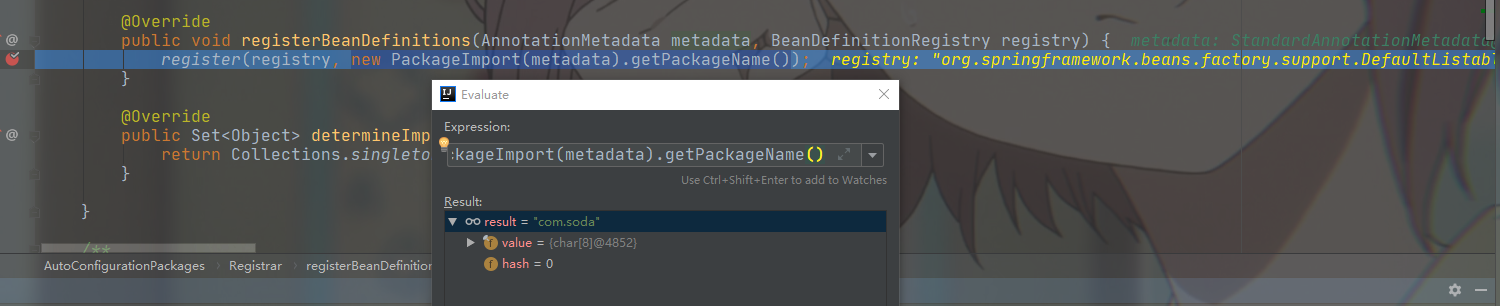 @Override
public void registerBeanDefinitions(AnnotationMetadata metadata, BeanDefinitionRegistry registry) { metadata: StandardAnnotationMetadata@
register(registry, new PackageImport(metadata).getPackageName()); registry: "org.springframework.beans.factory.support.DefaultListabl
}
@Override
public Set<Object> determineImp
return Collections.singleto
}
}
/**
Evaluate
Expression:
ckageImport(metadata).getPackageName()
Use Ctrl+Shift+Enter to add to Watches
Result:
result = "com.soda"
value = {char[8]@4852}
hash = 0
AutoConfigurationPackages › Registrar › registerBeanDefinition